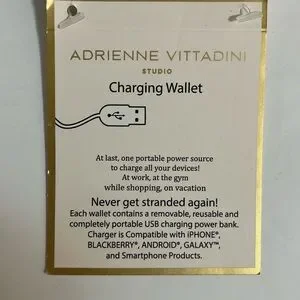 ADRIENNE VITTADINI
STUDIO
Charging Wallet
At last, one portable power source
to charge all your devices!
At work, at the gym
while shopping, on vacation
Never get stranded again!
Each wallet contains a removable, reusable and
completely portable USB charging power bank.
Charger is Compatible with iPHONE®,
BLACKBERRY®, ANDROID®, GALAXY™,
and Smartphone Products.